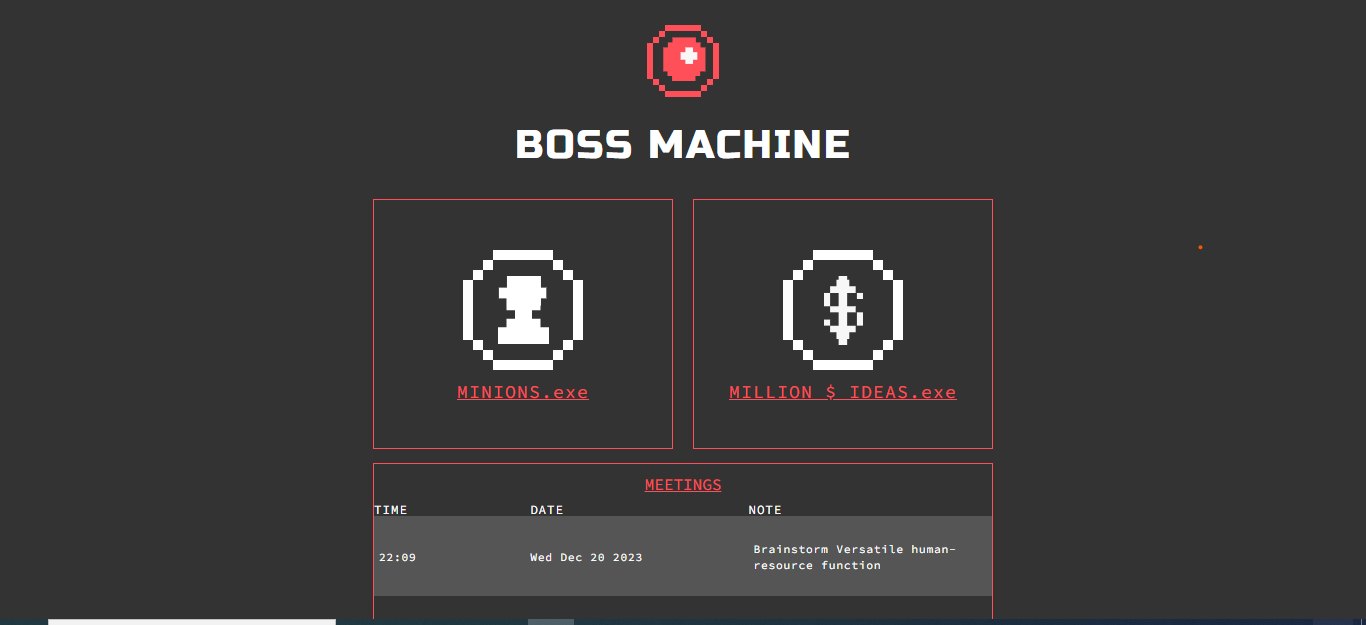 BOSS MACHINE
MINIONS.exe
MILLION $ IDEAS.exe
MEETINGS
TIME DATE NOTE
22:09 Wed Dec 20 2023 Brainstorm Versatile human-
resource function